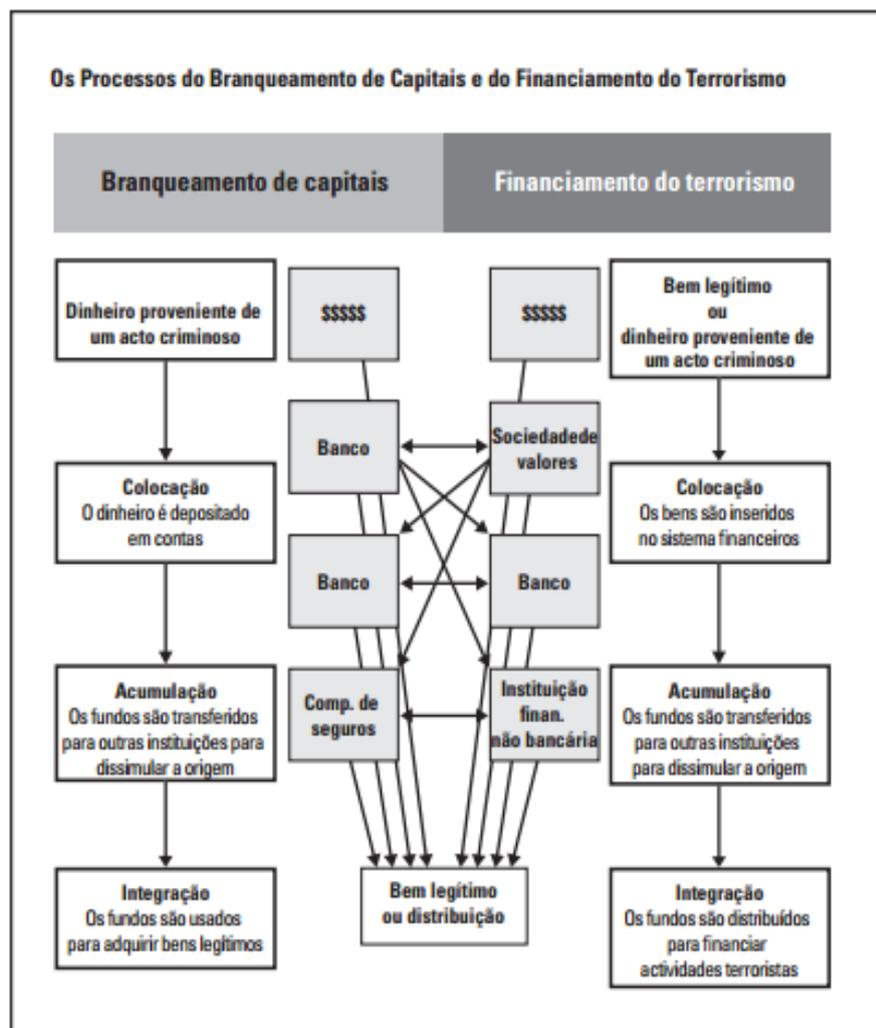 Os Processos do Branqueamento de Capitais e do Financiamento do Terrorismo
Branqueamento de capitais
Financiamento do terrorismo
Dinheiro proveniente de
um acto criminoso
$$$$$
$$$$$
Bem legítimo
ou
dinheiro proveniente de
um acto criminoso
Banco
Sociedadede
valores
Colocação
O dinheiro é depositado
em contas
Colocação
Os bens são inseridos
no sistema financeiros
Banco
Banco
Acumulação
Os fundos são transferidos
para outras instituições para
dissimular a origem
Comp. de
seguros
Instituição
finan.
não bancária
Acumulação
Os fundos são transferidos
para outras instituições
para dissimular a origem
Integração
Os fundos são usados
para adquirir bens legítimos
Bem legítimo
ou distribuição
Integração
Os fundos são distribuídos
para financiar
actividades terroristas